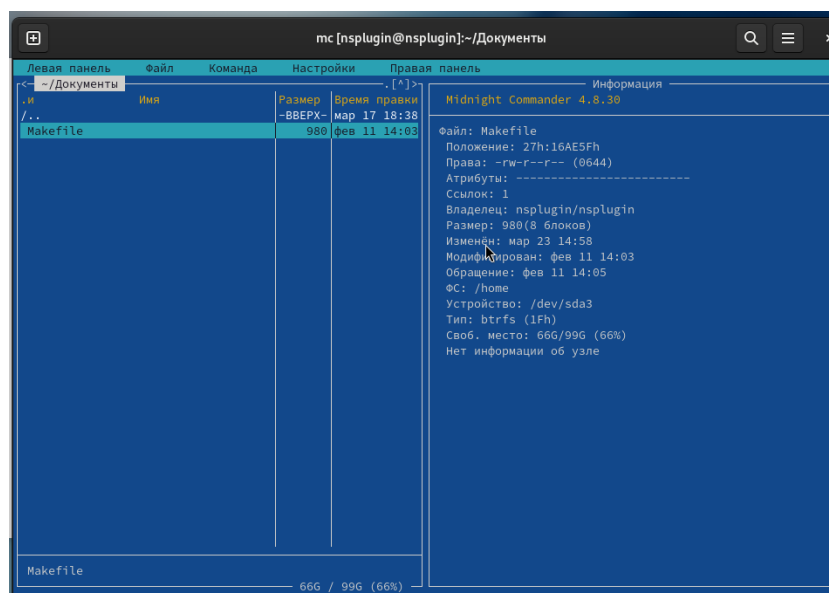 mc [nsplugin@nsplugin]:~/Документы
Левая панель Файл Команда Настройки Правая панель
<— ~/Документы .[^]>
.и Имя Размер Время правки
/.. -ВВЕРХ- мар 17 18:38
Makefile 980 фев 11 14:03
Makefile
66G / 99G (66%)
Информация
Midnight Commander 4.8.30
Файл: Makefile
Положение: 27h:16AE5Fh
Права: -rw-r--r-- (0644)
Атрибуты: --------------------------
Ссылок: 1
Владелец: nsplugin/nsplugin
Размер: 980(8 блоков)
Изменён: мар 23 14:58
Модифицирован: фев 11 14:03
Обращение: фев 11 14:05
ФС: /home
Устройство: /dev/sda3
Тип: btrfs (1Fh)
Своб. место: 66G/99G (66%)
Нет информации об узле